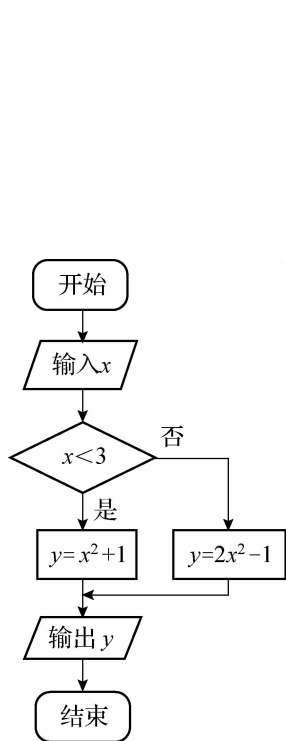 开始
输入x
x<3
否
是
y=x²+1
y=2x²-1
输出y
结束